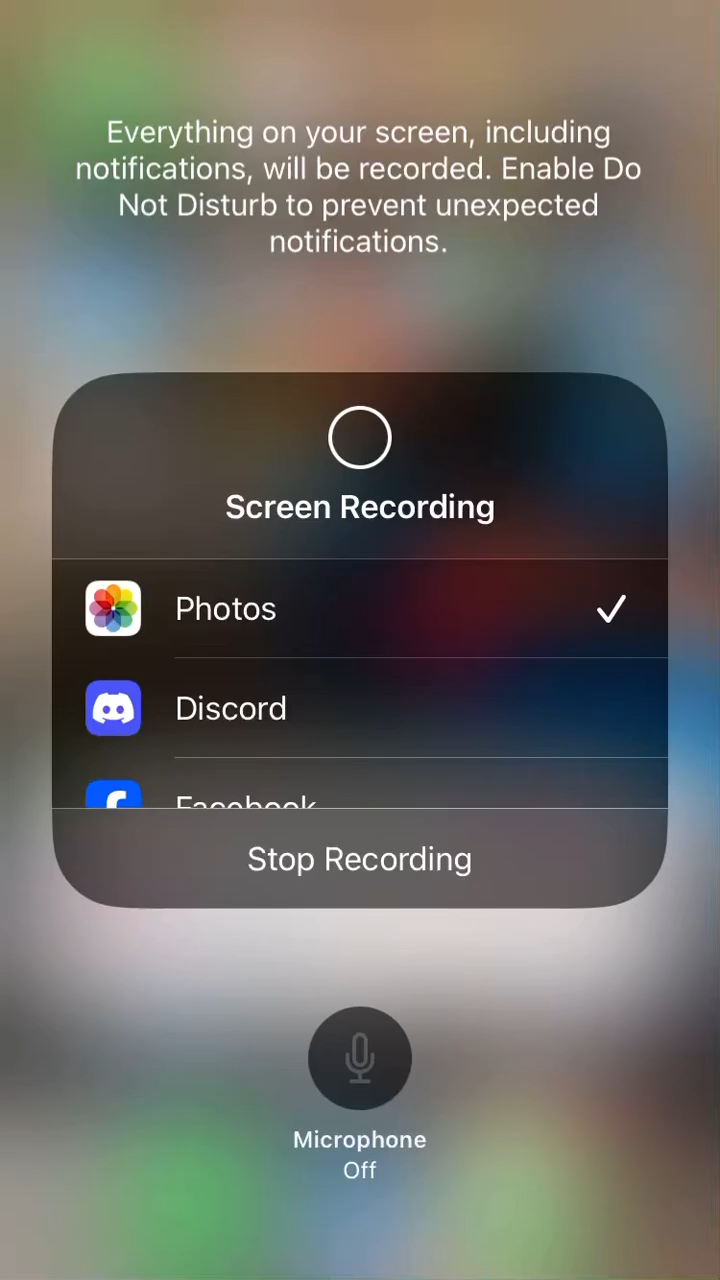 Everything on your screen, including
notifications, will be recorded. Enable Do
Not Disturb to prevent unexpected
notifications.
Screen Recording
Photos
Discord
Facebook
Stop Recording
Microphone
Off